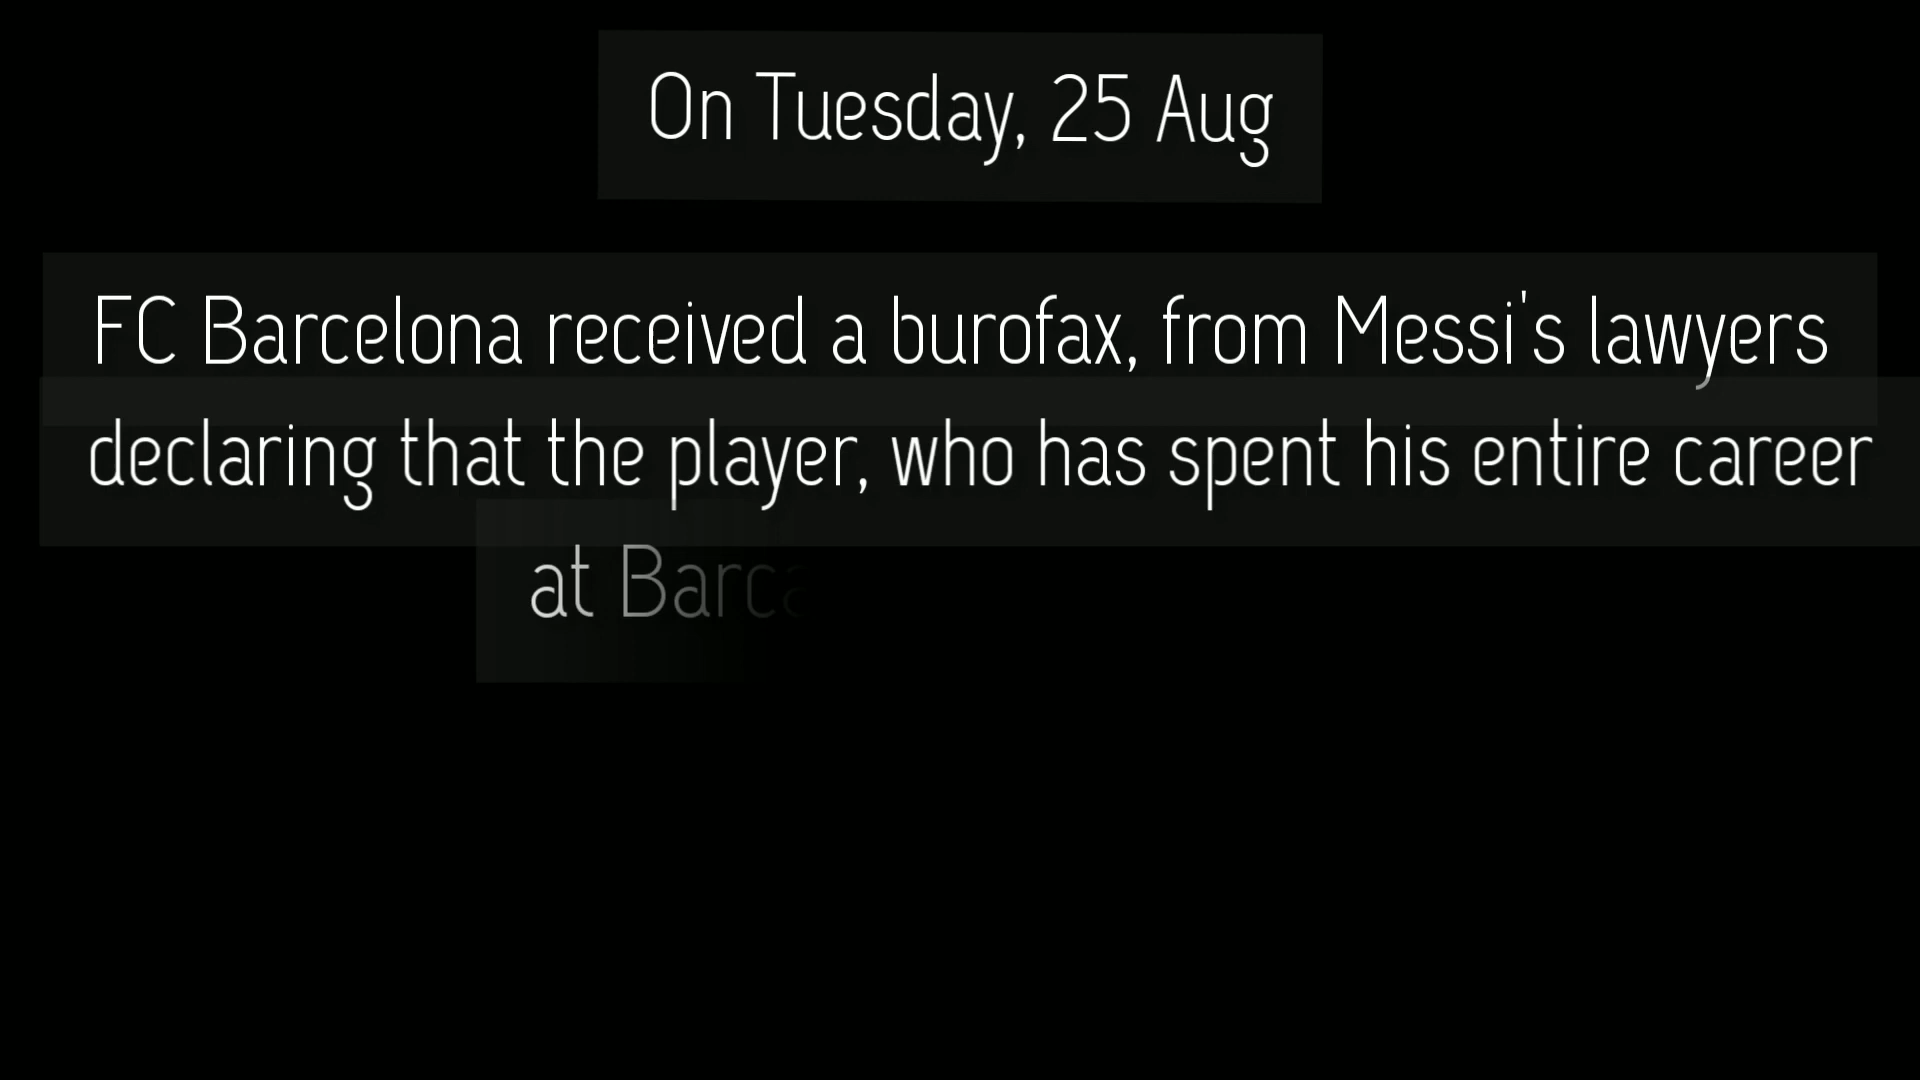 On Tuesday, 25 Aug
FC Barcelona received a burofax, from Messi's lawyers
declaring that the player, who has spent his entire career
at Barca